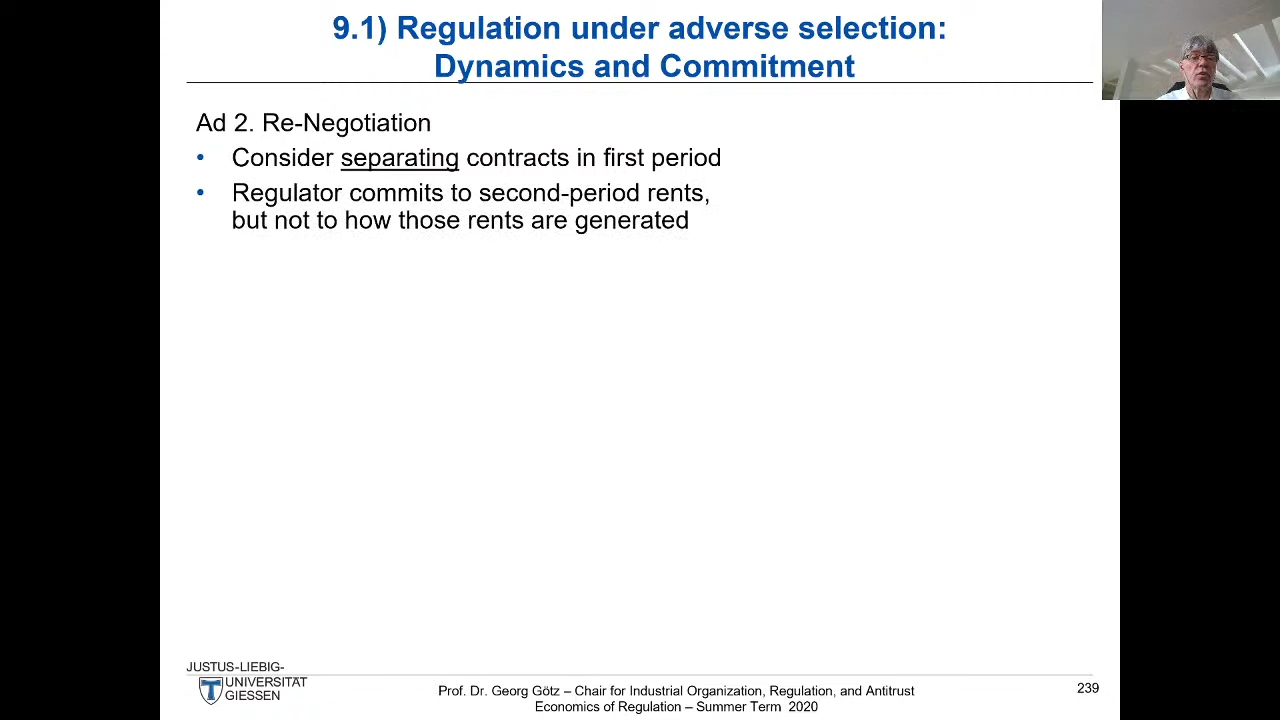 9.1) Regulation under adverse selection:
Dynamics and Commitment
Ad 2. Re-Negotiation
• Consider separating contracts in first period
• Regulator commits to second-period rents,
but not to how those rents are generated
JUSTUS-LIEBIG-
UNIVERSITÄT
GIESSEN
Prof. Dr. Georg Götz – Chair for Industrial Organization, Regulation, and Antitrust
Economics of Regulation – Summer Term 2020
239